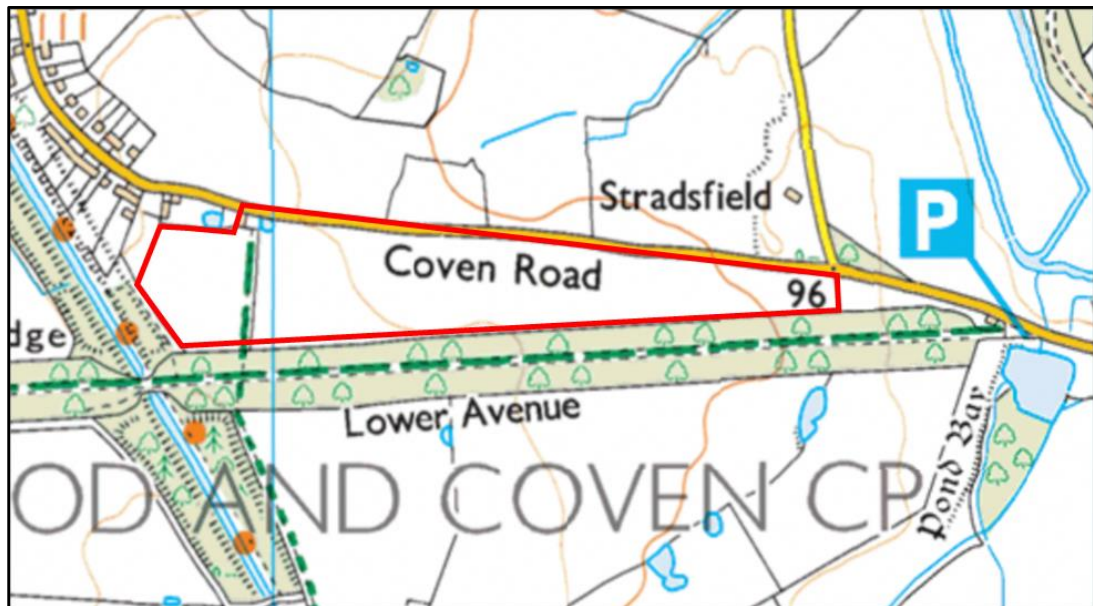 Stradsfield
P
Coven Road
96
dge
Lower Avenue
OD AND COVEN CP
Pond Bay